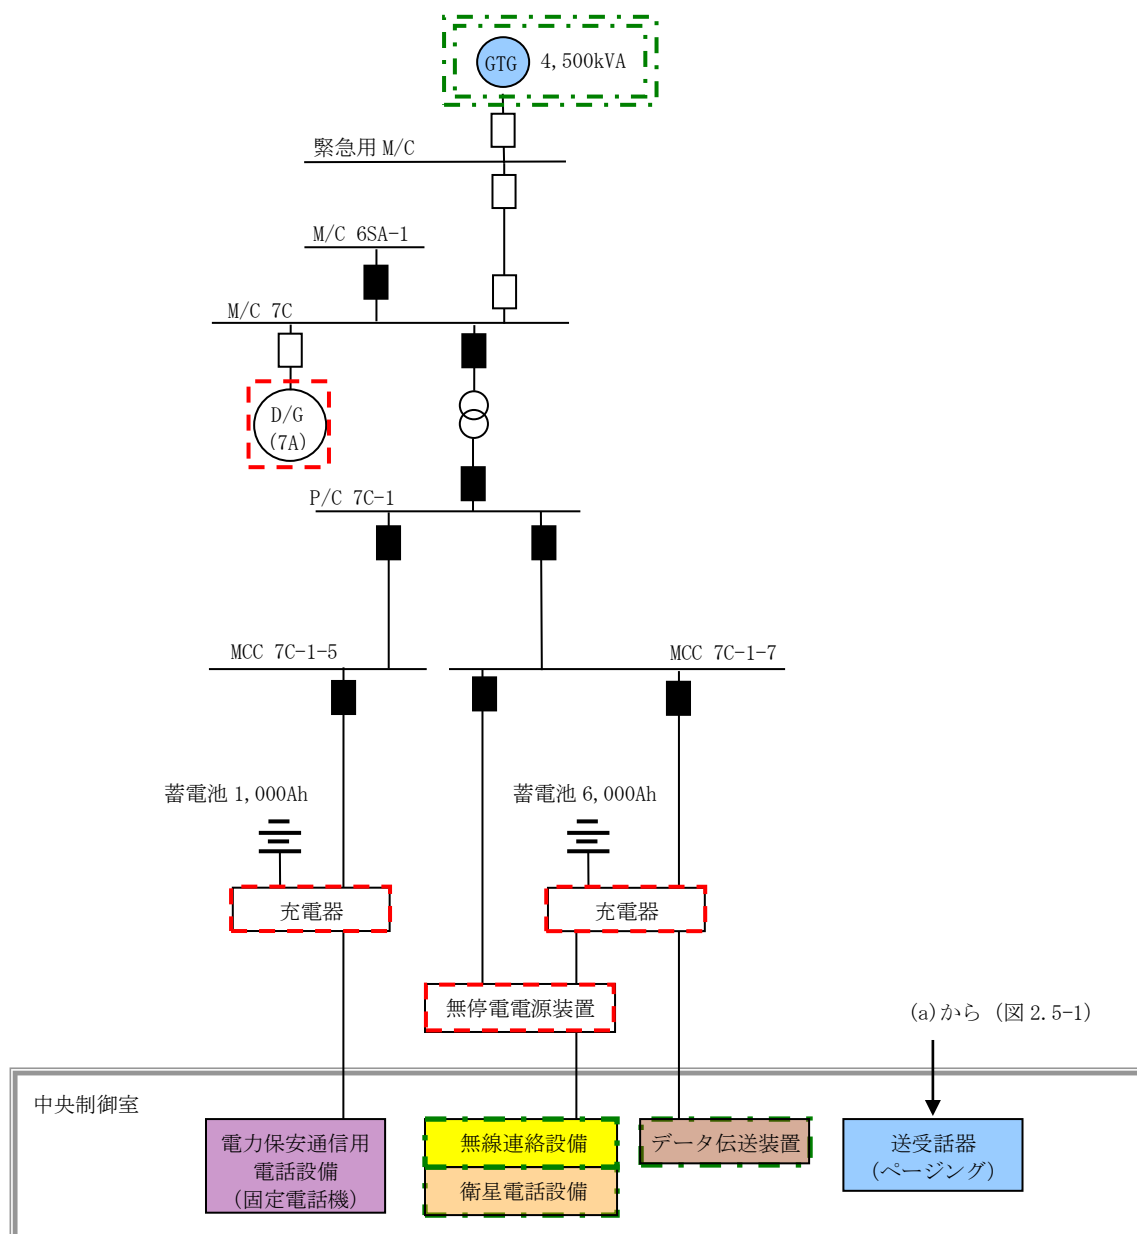 GTG
4,500kVA
緊急用 M/C
M/C 6SA-1
M/C 7C
D/G
(7A)
P/C 7C-1
MCC 7C-1-5
MCC 7C-1-7
蓄電池 1,000Ah
蓄電池 6,000Ah
充電器
充電器
無停電電源装置
(a)から (図 2.5-1)
中央制御室
電力保安通信用
電話設備
(固定電話機)
無線連絡設備
衛星電話設備
データ伝送装置
送受話器
(ページング)